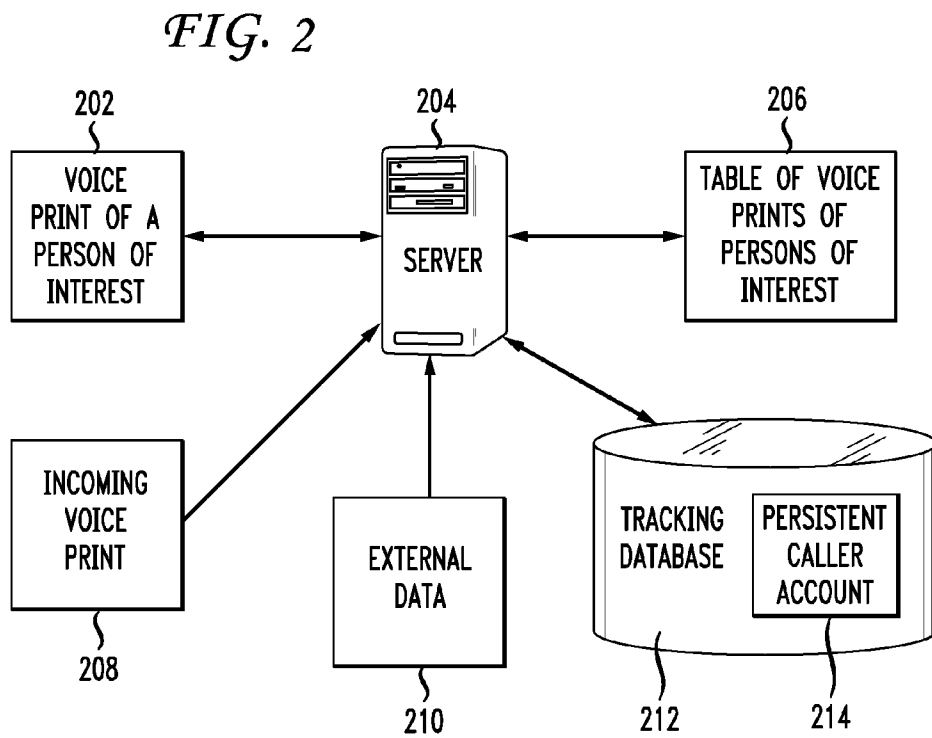 FIG. 2
202
VOICE
PRINT OF A
PERSON OF
INTEREST
204
SERVER
206
TABLE OF VOICE
PRINTS OF
PERSONS OF
INTEREST
INCOMING
VOICE
PRINT
208
EXTERNAL
DATA
210
TRACKING
DATABASE
212
PERSISTENT
CALLER
ACCOUNT
214